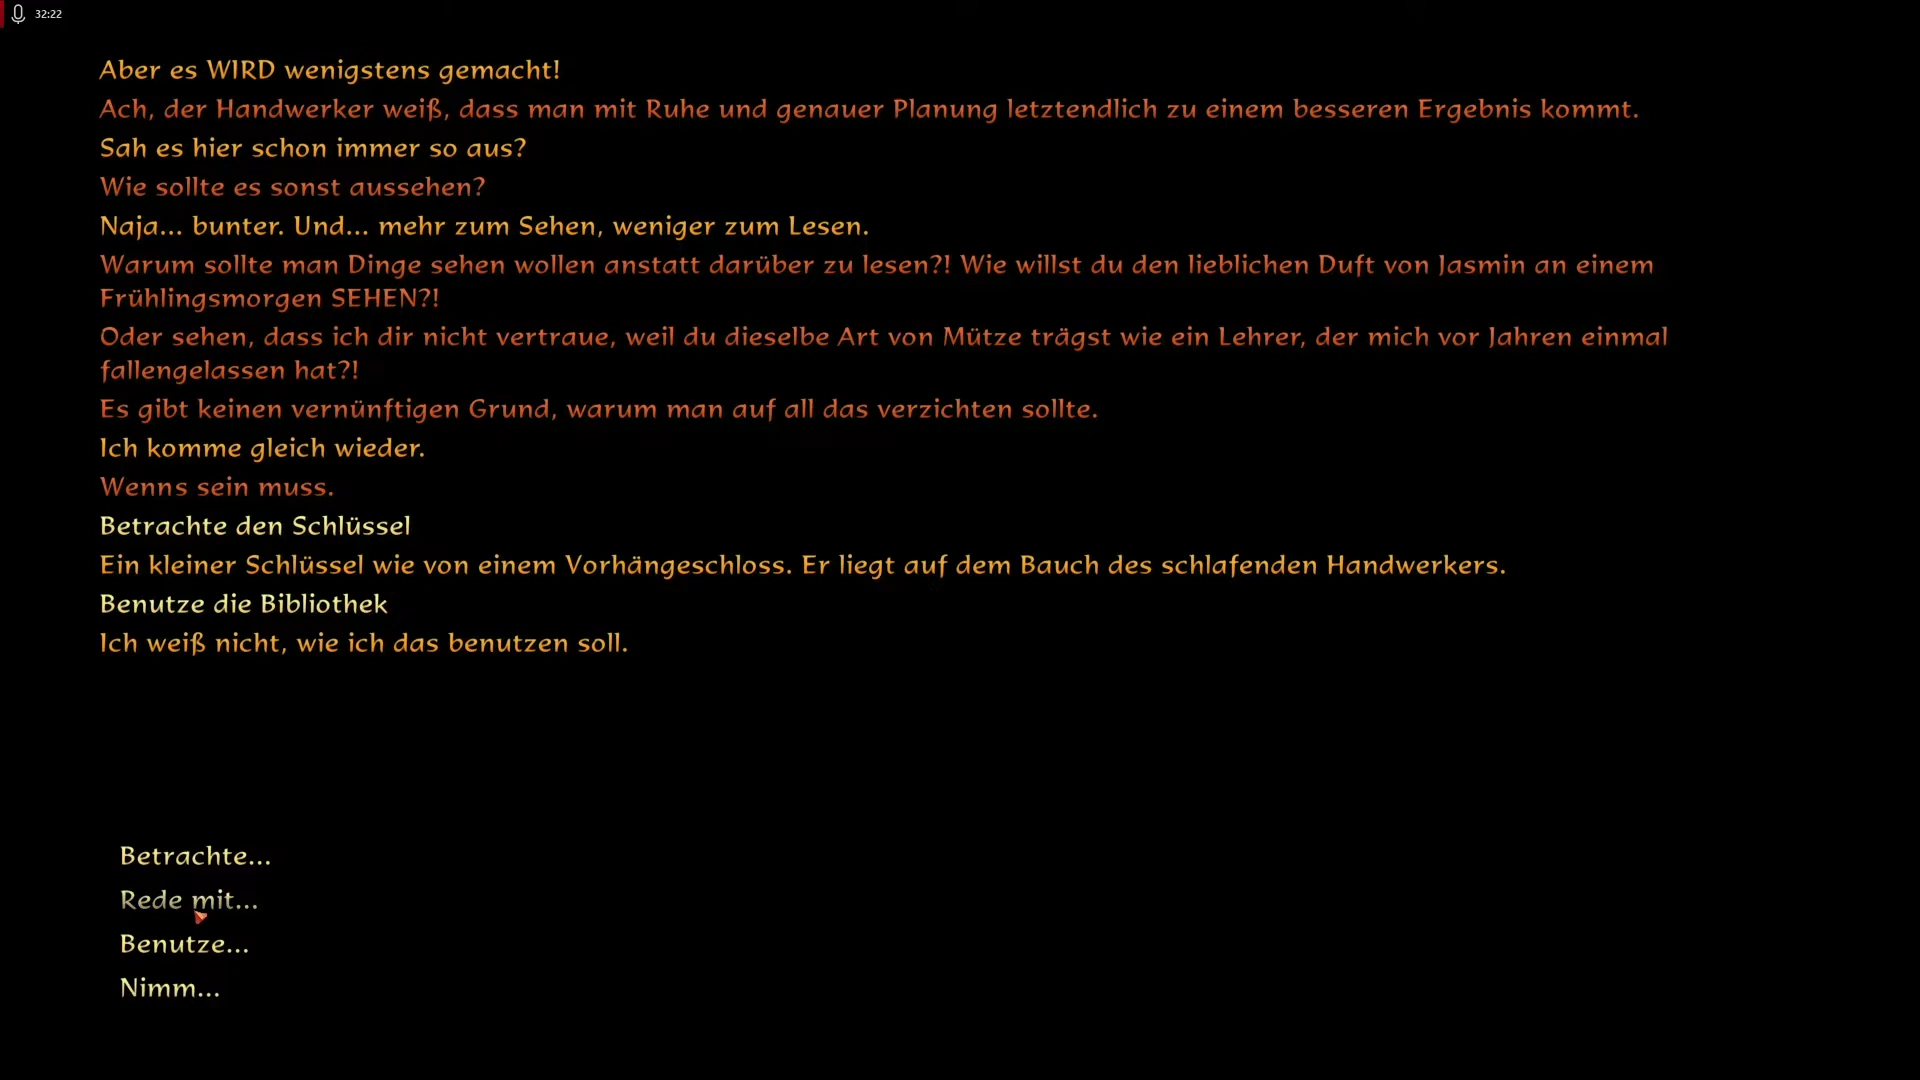 32:22
Aber es WIRD wenigstens gemacht!
Ach, der Handwerker weiß, dass man mit Ruhe und genauer Planung letztendlich zu einem besseren Ergebnis kommt.
Sah es hier schon immer so aus?
Wie sollte es sonst aussehen?
Naja... bunter. Und... mehr zum Sehen, weniger zum Lesen.
Warum sollte man Dinge sehen wollen anstatt darüber zu lesen?! Wie willst du den lieblichen Duft von Jasmin an einem
Frühlingsmorgen SEHEN?!
Oder sehen, dass ich dir nicht vertraue, weil du dieselbe Art von Mütze trägst wie ein Lehrer, der mich vor Jahren einmal
fallengelassen hat?!
Es gibt keinen vernünftigen Grund, warum man auf all das verzichten sollte.
Ich komme gleich wieder.
Wenns sein muss.
Betrachte den Schlüssel
Ein kleiner Schlüssel wie von einem Vorhängeschloss. Er liegt auf dem Bauch des schlafenden Handwerkers.
Benutze die Bibliothek
Ich weiß nicht, wie ich das benutzen soll.
Betrachte...
Rede mit...
Benutze...
Nimm...